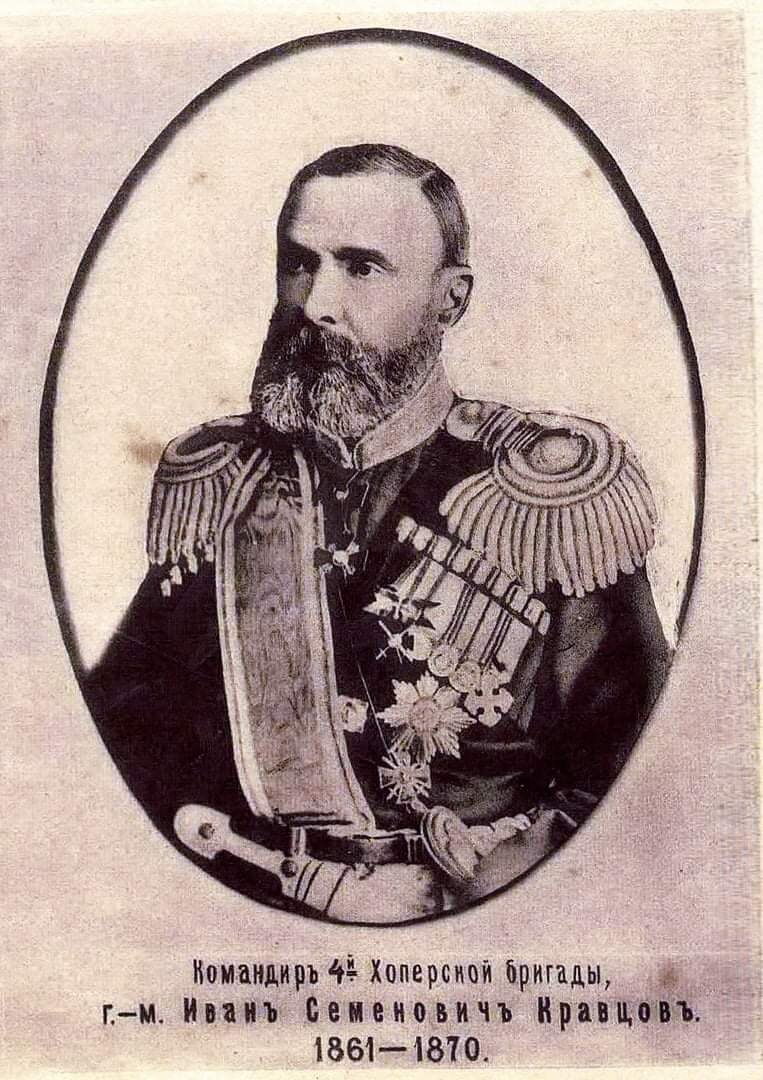 Командиръ 4й Хоперской бригады,
г.—м. Иванъ Семеновичъ Кравцовъ.
1861—1870.